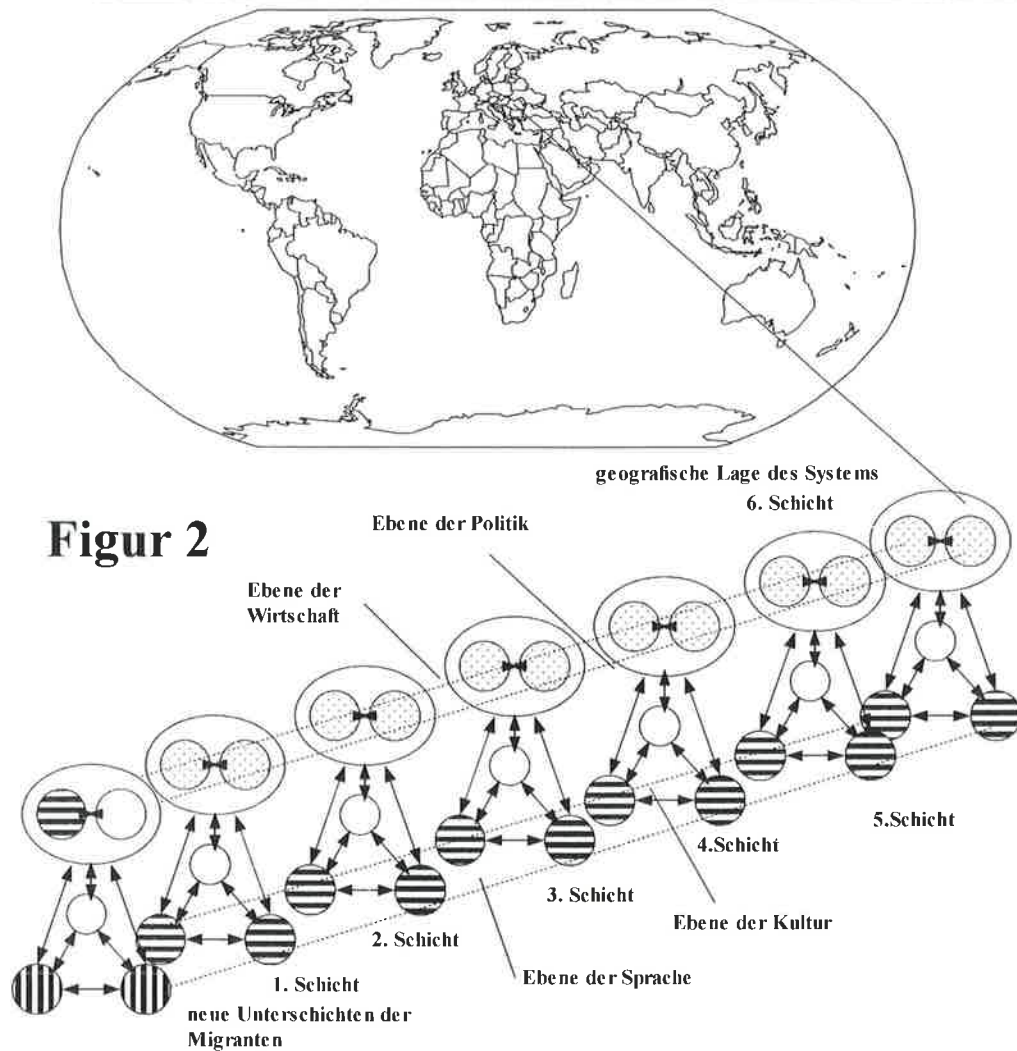 geografische Lage des Systems
6. Schicht
Ebene der Politik
Figur 2
Ebene der
Wirtschaft
5.Schicht
4.Schicht
3. Schicht
Ebene der Kultur
2. Schicht
Ebene der Sprache
1. Schicht
neue Unterschichten der
Migranten